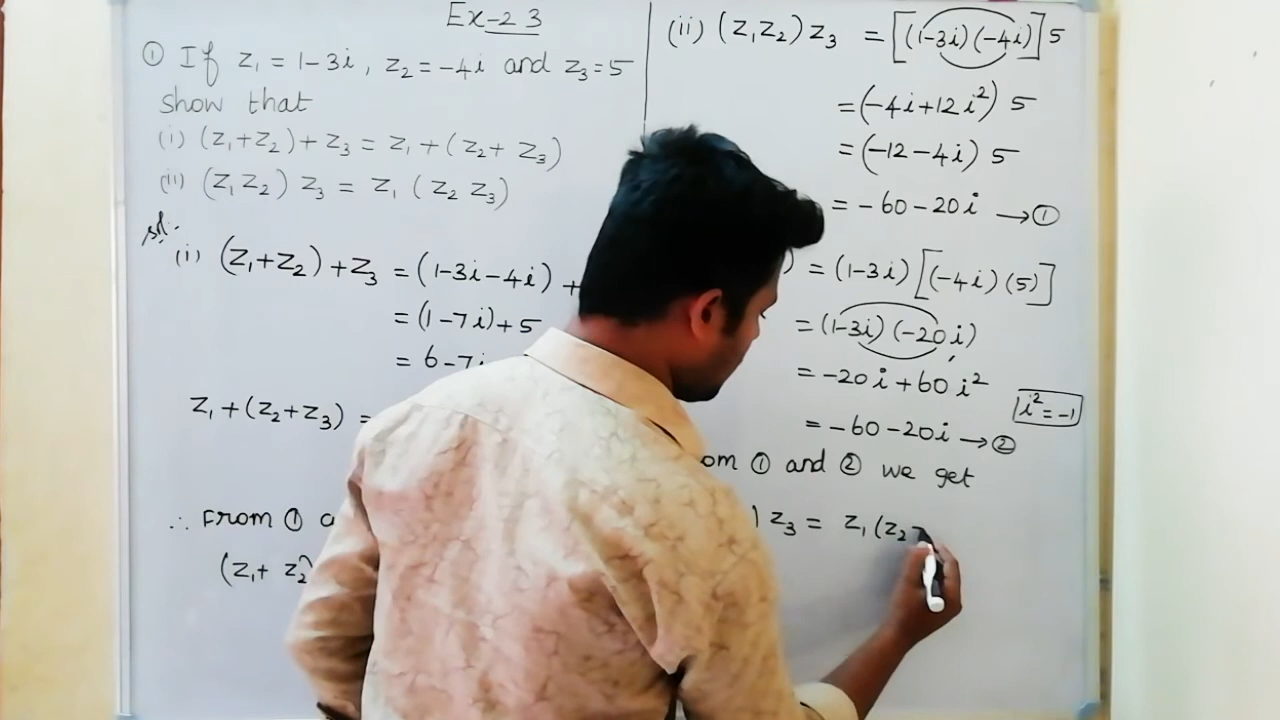 Ex-2.3
① If z₁ = 1-3i, z₂ = -4i and z₃ = 5
show that
(i) (z₁+z₂)+z₃ = z₁+(z₂+ z₃)
(ii) (z₁z₂) z₃ = z₁ (z₂ z₃)
sol:
(i) (z₁+z₂)+z₃ = (1-3i-4i) +
= (1-7i)+5
= 6-7i
z₁+(z₂+z₃) =
∴ From ①
(z₁+ z₂)
(ii) (z₁z₂) z₃ = [(1-3i)(-4i)]5
= (-4i+12i²) 5
= (-12-4i) 5
= -60-20i →①
) = (1-3i)[(-4i)(5)]
= (1-3i)(-20i)
= -20i+60i²
i² = -1
= -60-20i →②
om ① and ② we get
) z₃ = z₁(z₂